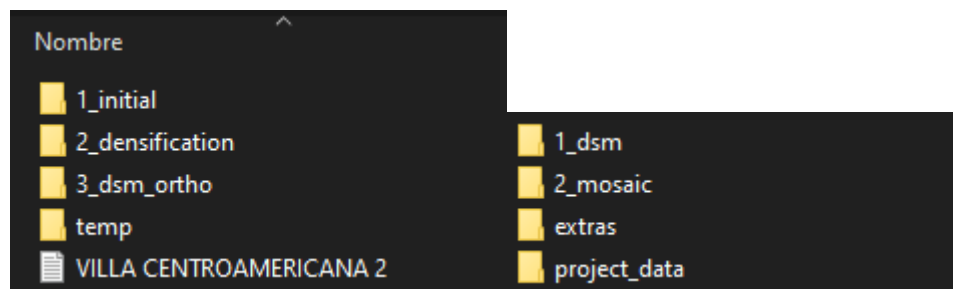 Nombre
1_initial
2_densification
3_dsm_ortho
temp
VILLA CENTROAMERICANA 2
1_dsm
2_mosaic
extras
project_data